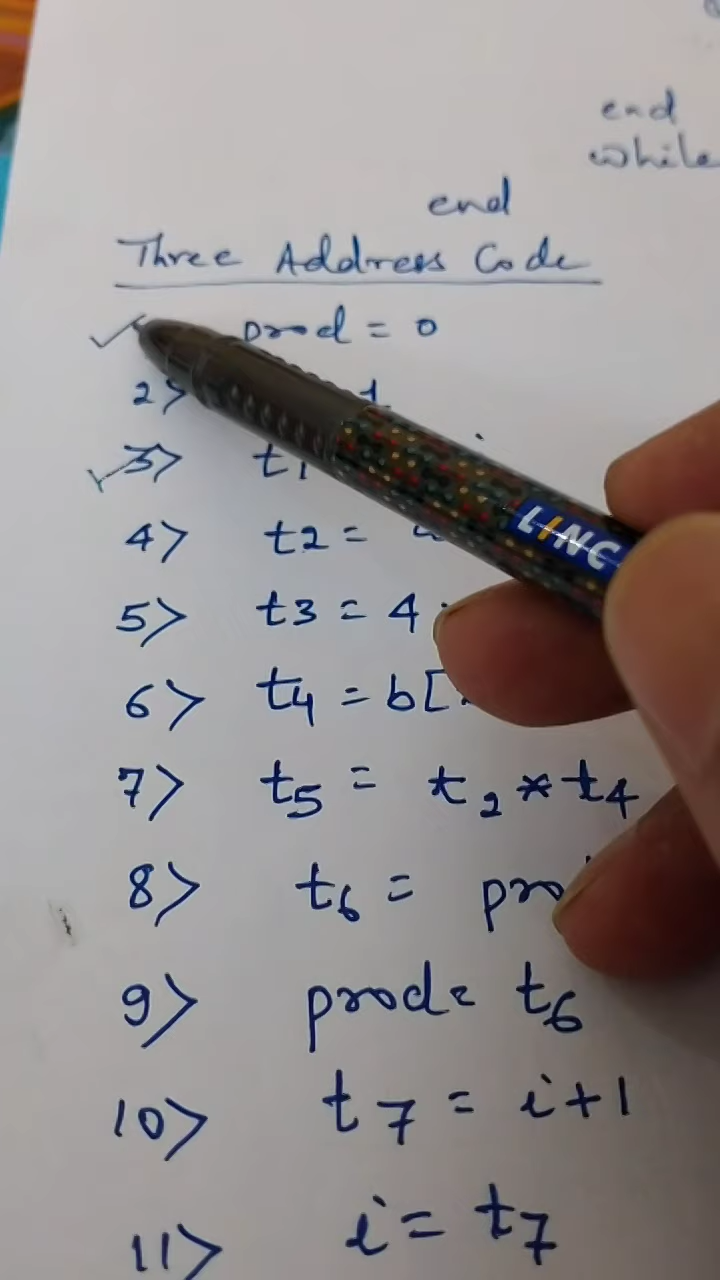 end
while
end
Three Address Code
prod = 0
2>
3> t1
4> t2 =
5> t3 = 4
6> t4 = b[
7> t5 = t2 * t4
8> t6 =
9> prod = t6
10> t7 = i+1
11> i = t7
LINC